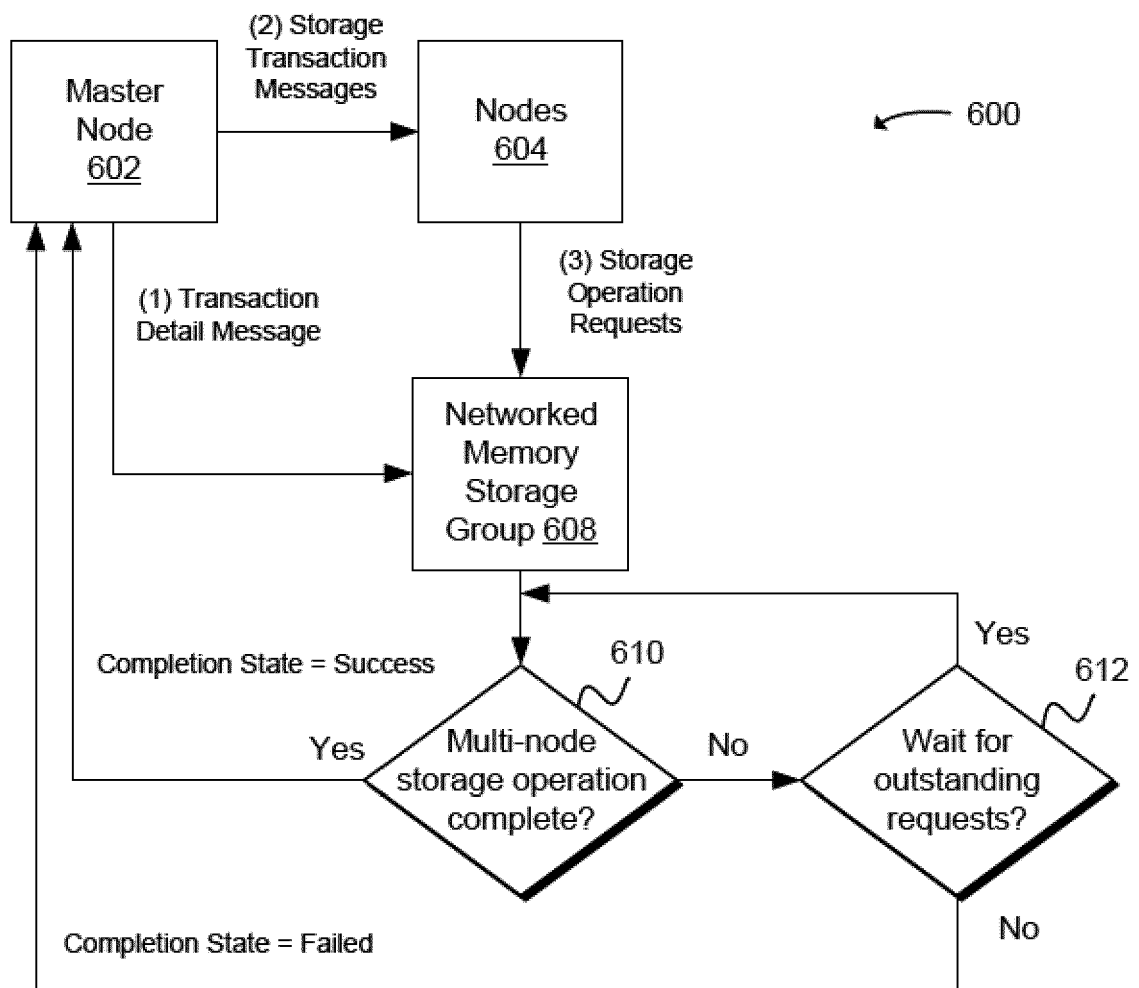 (2) Storage
Transaction
Messages
Master
Node
602
Nodes
604
600
(1) Transaction
Detail Message
(3) Storage
Operation
Requests
Networked
Memory
Storage
Group 608
Yes
Completion State = Success
610
612
Yes
Multi-node
storage operation
complete?
No
Wait for
outstanding
requests?
Completion State = Failed
No